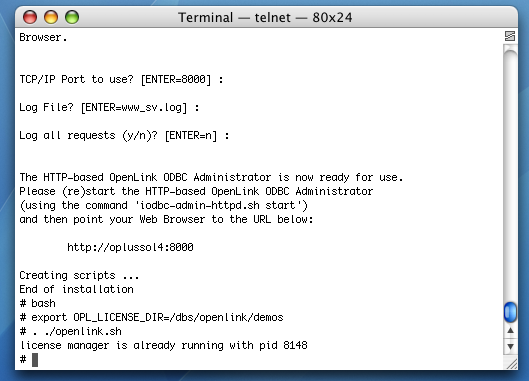 Terminal — telnet — 80x24
Browser.
TCP/IP Port to use? [ENTER=8000] :
Log File? [ENTER=www_sv.log] :
Log all requests (y/n)? [ENTER=n] :
The HTTP-based OpenLink ODBC Administrator is now ready for use.
Please (re)start the HTTP-based OpenLink ODBC Administrator
(using the command 'iodbc-admin-httpd.sh start')
and then point your Web Browser to the URL below:
http://oplussol4:8000
Creating scripts ...
End of installation
# bash
# export OPL_LICENSE_DIR=/dbs/openlink/demos
# . ./openlink.sh
license manager is already running with pid 8148
#